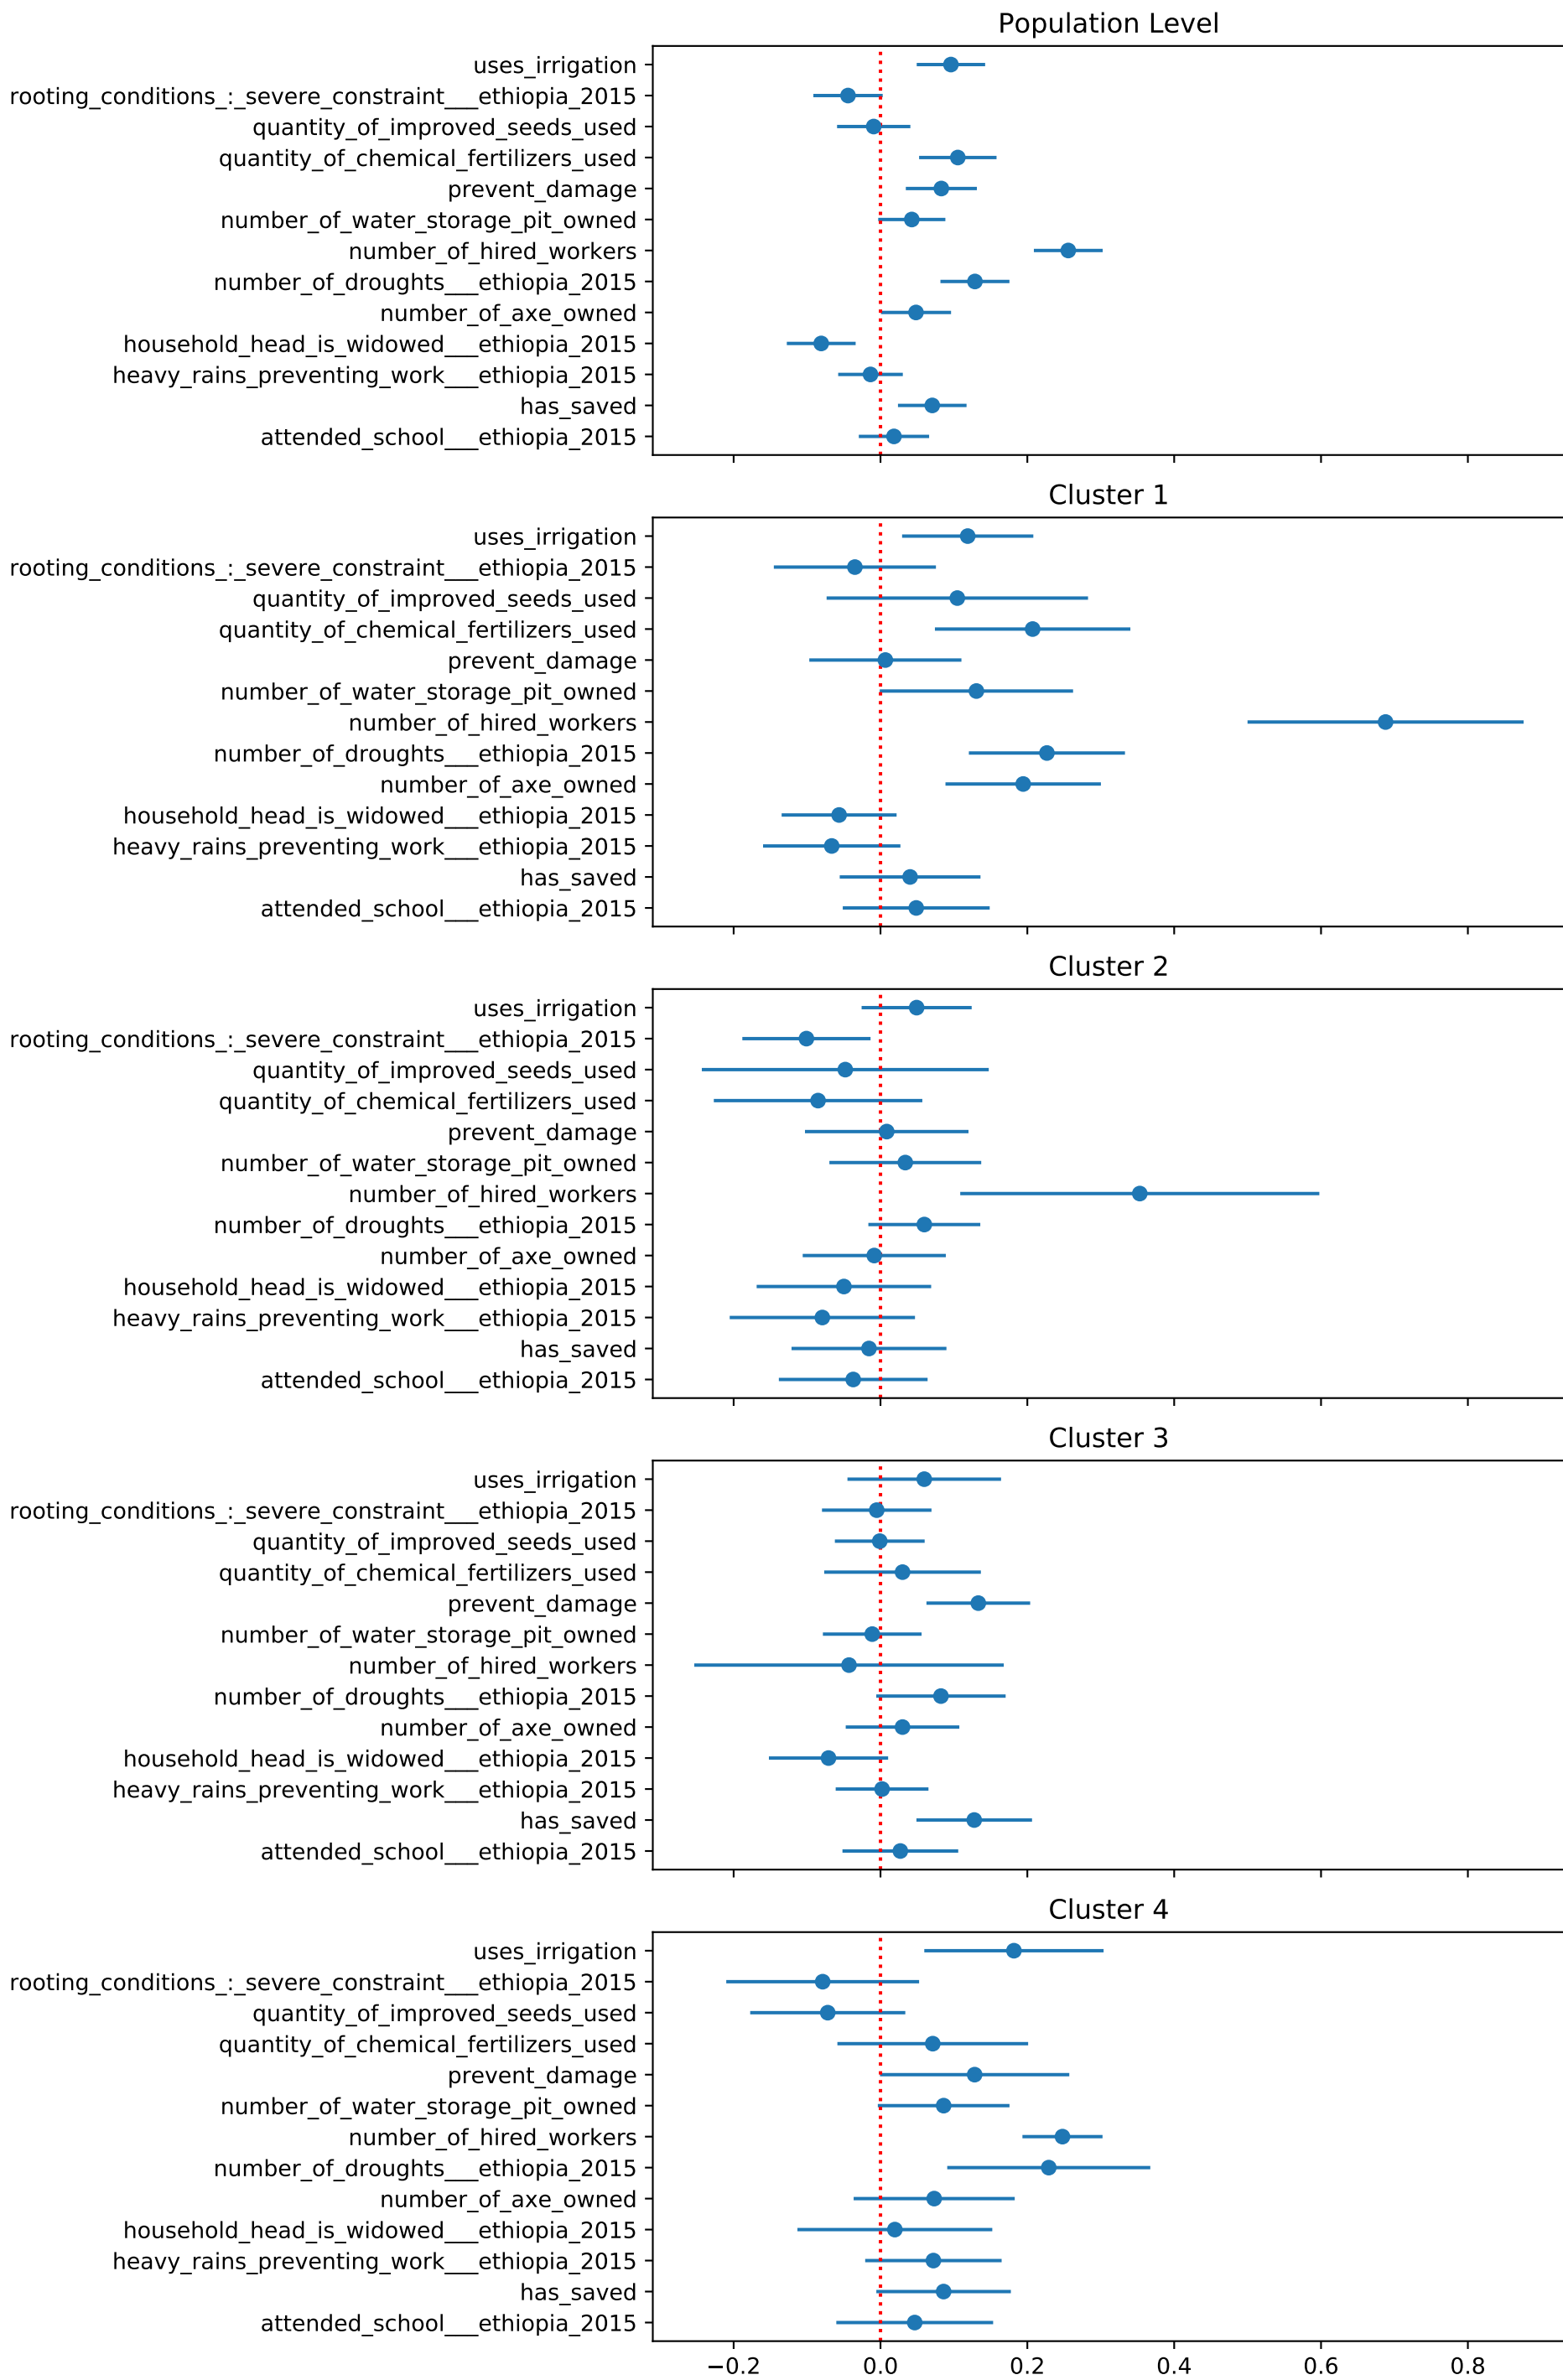 Population Level
uses_irrigation
rooting_conditions_:_severe_constraint___ethiopia_2015
quantity_of_improved_seeds_used
quantity_of_chemical_fertilizers_used
prevent_damage
number_of_water_storage_pit_owned
number_of_hired_workers
number_of_droughts___ethiopia_2015
number_of_axe_owned
household_head_is_widowed___ethiopia_2015
heavy_rains_preventing_work___ethiopia_2015
has_saved
attended_school___ethiopia_2015
Cluster 1
uses_irrigation
rooting_conditions_:_severe_constraint___ethiopia_2015
quantity_of_improved_seeds_used
quantity_of_chemical_fertilizers_used
prevent_damage
number_of_water_storage_pit_owned
number_of_hired_workers
number_of_droughts___ethiopia_2015
number_of_axe_owned
household_head_is_widowed___ethiopia_2015
heavy_rains_preventing_work___ethiopia_2015
has_saved
attended_school___ethiopia_2015
Cluster 2
uses_irrigation
rooting_conditions_:_severe_constraint___ethiopia_2015
quantity_of_improved_seeds_used
quantity_of_chemical_fertilizers_used
prevent_damage
number_of_water_storage_pit_owned
number_of_hired_workers
number_of_droughts___ethiopia_2015
number_of_axe_owned
household_head_is_widowed___ethiopia_2015
heavy_rains_preventing_work___ethiopia_2015
has_saved
attended_school___ethiopia_2015
Cluster 3
uses_irrigation
rooting_conditions_:_severe_constraint___ethiopia_2015
quantity_of_improved_seeds_used
quantity_of_chemical_fertilizers_used
prevent_damage
number_of_water_storage_pit_owned
number_of_hired_workers
number_of_droughts___ethiopia_2015
number_of_axe_owned
household_head_is_widowed___ethiopia_2015
heavy_rains_preventing_work___ethiopia_2015
has_saved
attended_school___ethiopia_2015
Cluster 4
uses_irrigation
rooting_conditions_:_severe_constraint___ethiopia_2015
quantity_of_improved_seeds_used
quantity_of_chemical_fertilizers_used
prevent_damage
number_of_water_storage_pit_owned
number_of_hired_workers
number_of_droughts___ethiopia_2015
number_of_axe_owned
household_head_is_widowed___ethiopia_2015
heavy_rains_preventing_work___ethiopia_2015
has_saved
attended_school___ethiopia_2015
−0.2 0.0 0.2 0.4 0.6 0.8